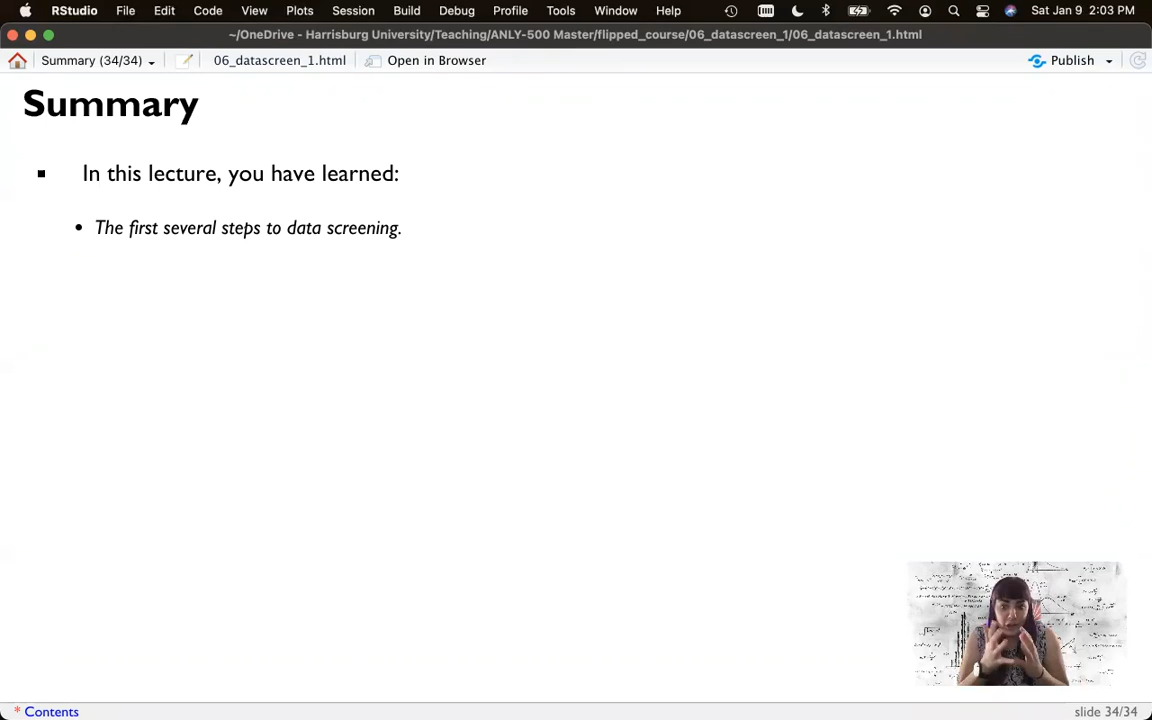 RStudio File Edit Code View Plots Session Build Debug Profile Tools Window Help Sat Jan 9 2:03 PM
~/OneDrive - Harrisburg University/Teaching/ANLY-500 Master/flipped_course/06_datascreen_1/06_datascreen_1.html
Summary (34/34) 06_datascreen_1.html Open in Browser Publish
Summary
In this lecture, you have learned:
The first several steps to data screening.
* Contents slide 34/34